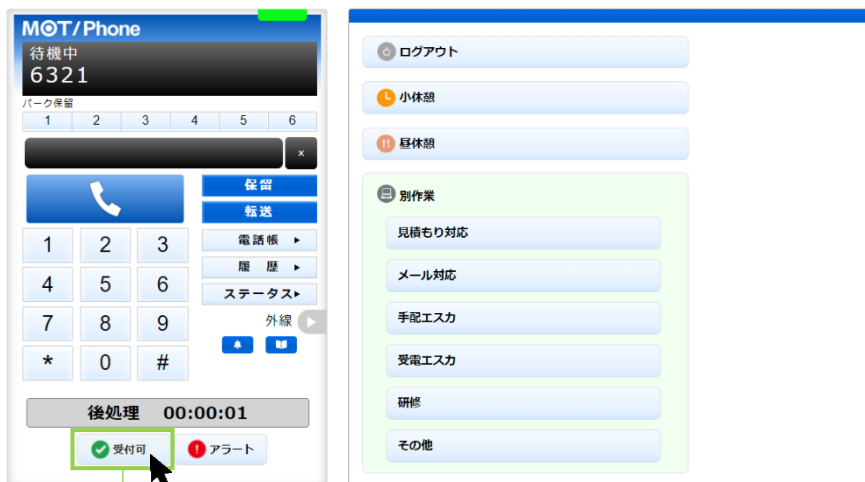 MOT/Phone
待機中
6321
パーク保留
1 2 3 4 5 6
×
保留
転送
1 2 3
電話帳 ▶
履 歴 ▶
4 5 6
ステータス▶
7 8 9
外線
* 0 #
後処理 00:00:01
受付可
アラート
ログアウト
小休憩
昼休憩
別作業
見積もり対応
メール対応
手配エスカ
受電エスカ
研修
その他